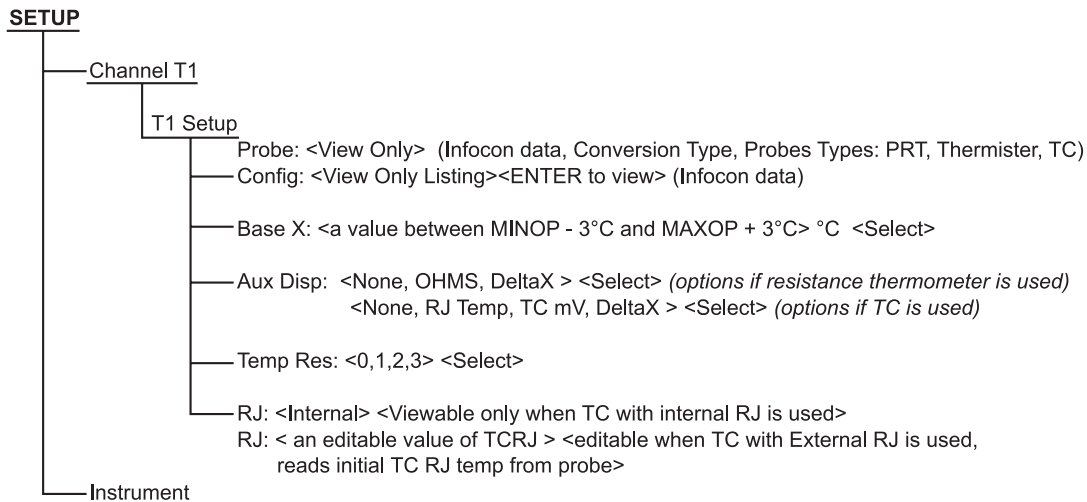 SETUP
Channel T1
T1 Setup
Probe: <View Only> (Infocon data, Conversion Type, Probes Types: PRT, Thermister, TC)
Config: <View Only Listing><ENTER to view> (Infocon data)
Base X: <a value between MINOP - 3°C and MAXOP + 3°C> °C <Select>
Aux Disp: <None, OHMS, DeltaX > <Select> (options if resistance thermometer is used)
<None, RJ Temp, TC mV, DeltaX > <Select> (options if TC is used)
Temp Res: <0,1,2,3> <Select>
RJ: <Internal> <Viewable only when TC with internal RJ is used>
RJ: < an editable value of TCRJ > <editable when TC with External RJ is used,
reads initial TC RJ temp from probe>
Instrument